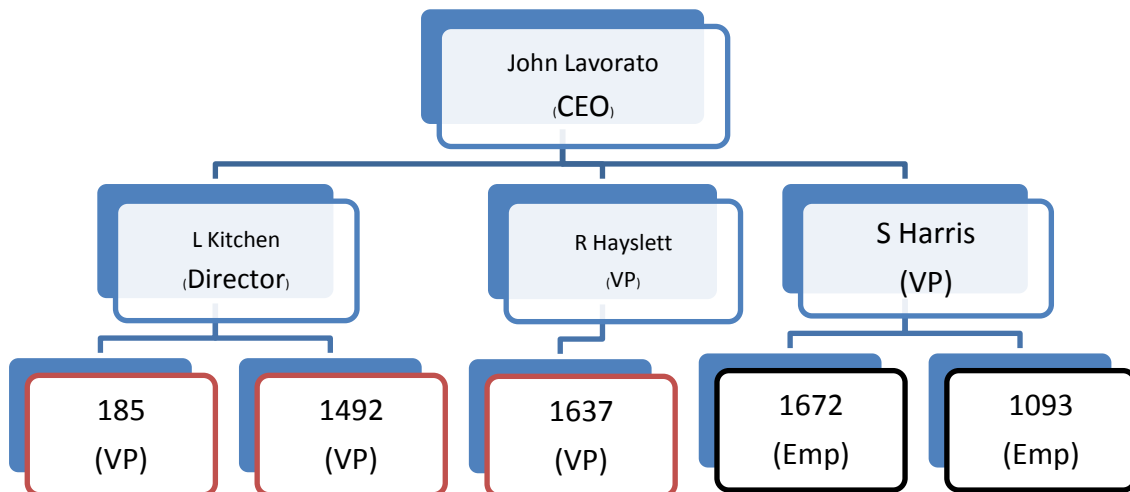 John Lavorato
(CEO)
L Kitchen
(Director)
R Hayslett
(VP)
S Harris
(VP)
185
(VP)
1492
(VP)
1637
(VP)
1672
(Emp)
1093
(Emp)